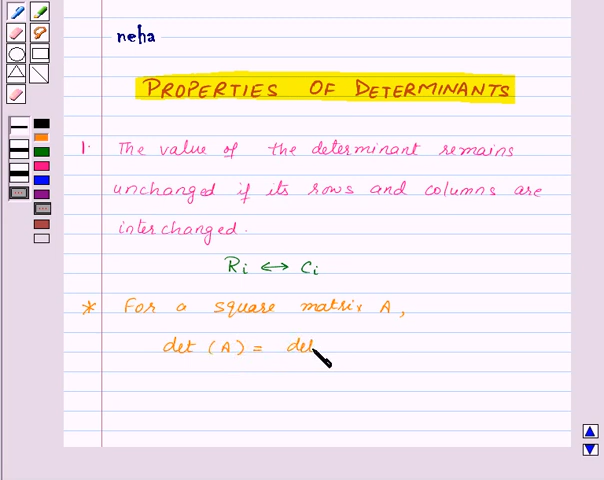 neha
PROPERTIES OF DETERMINANTS
1. The value of the determinant remains
unchanged if its rows and columns are
interchanged.
Ri ↔ Ci
* For a square matrix A,
det (A) = det